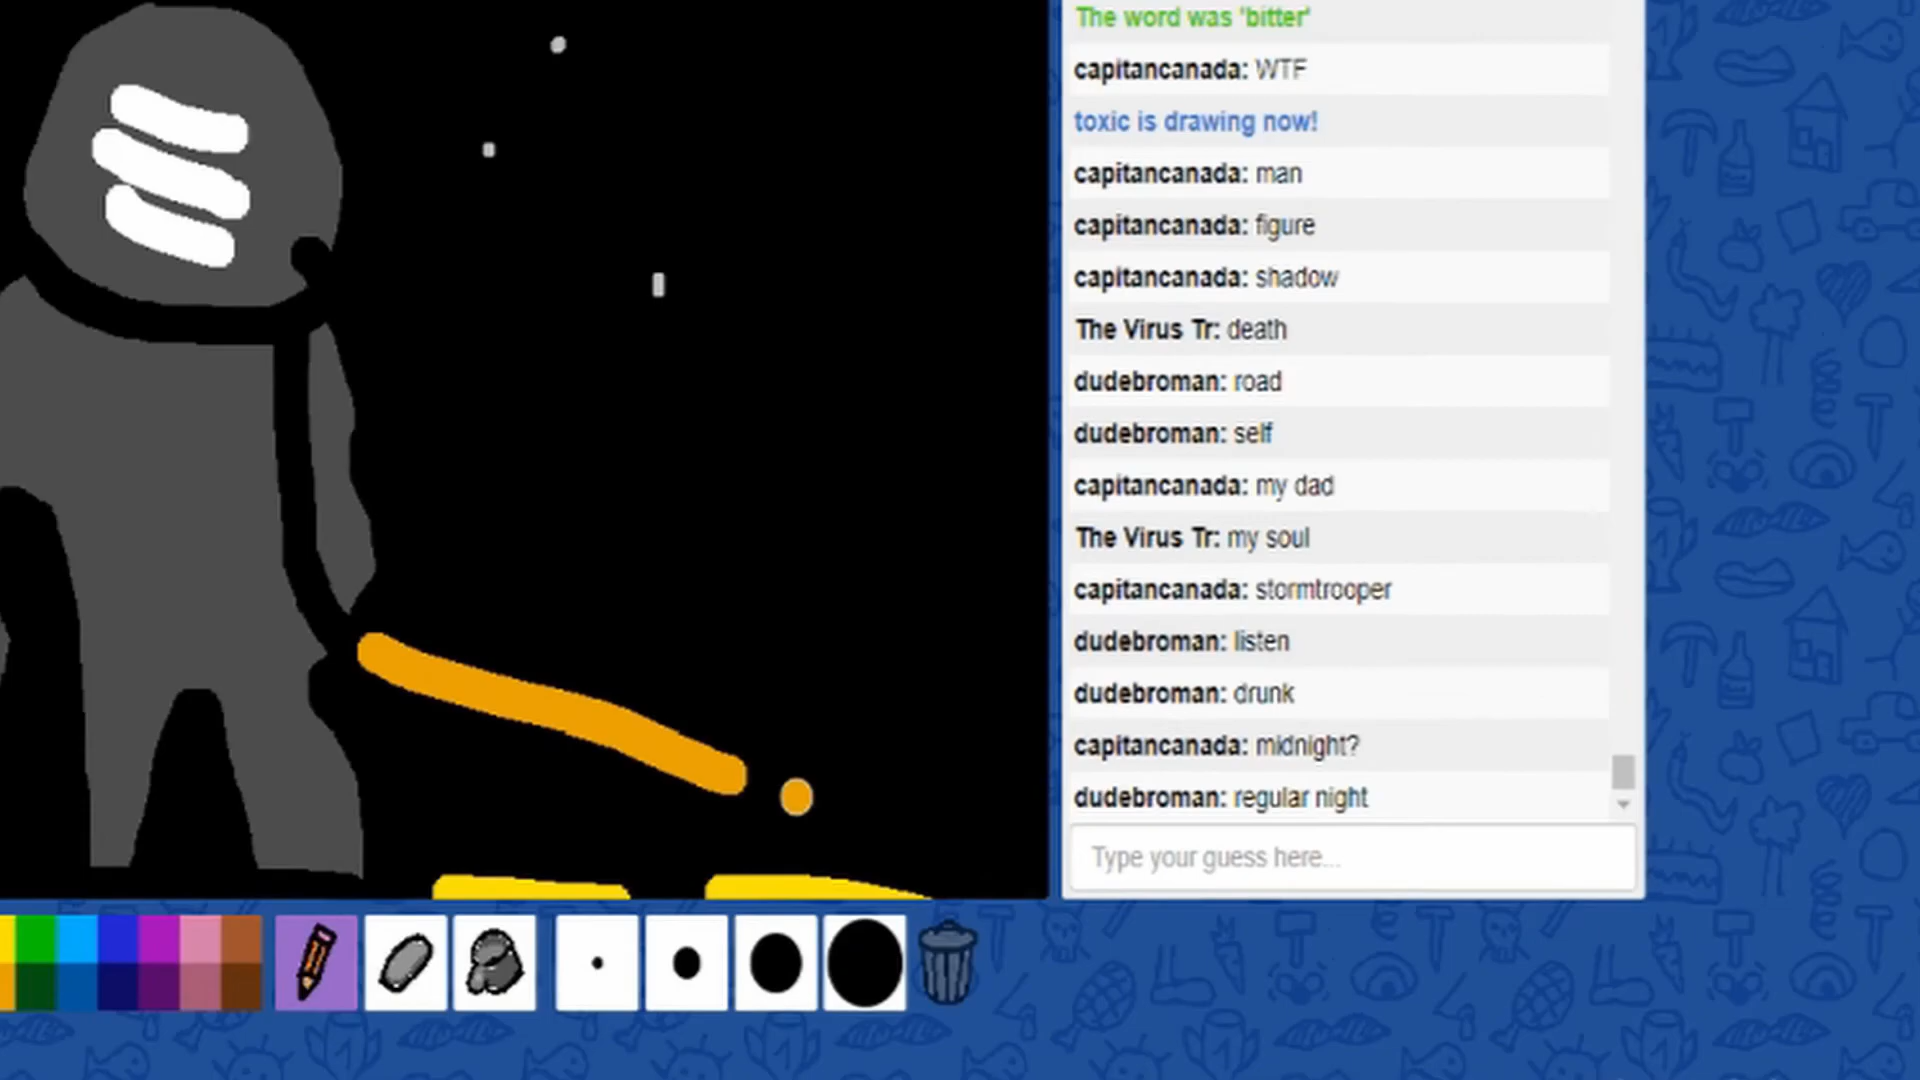 The word was 'bitter'
capitancanada: WTF
toxic is drawing now!
capitancanada: man
capitancanada: figure
capitancanada: shadow
The Virus Tr: death
dudebroman: road
dudebroman: self
capitancanada: my dad
The Virus Tr: my soul
capitancanada: stormtrooper
dudebroman: listen
dudebroman: drunk
capitancanada: midnight?
dudebroman: regular night
Type your guess here...